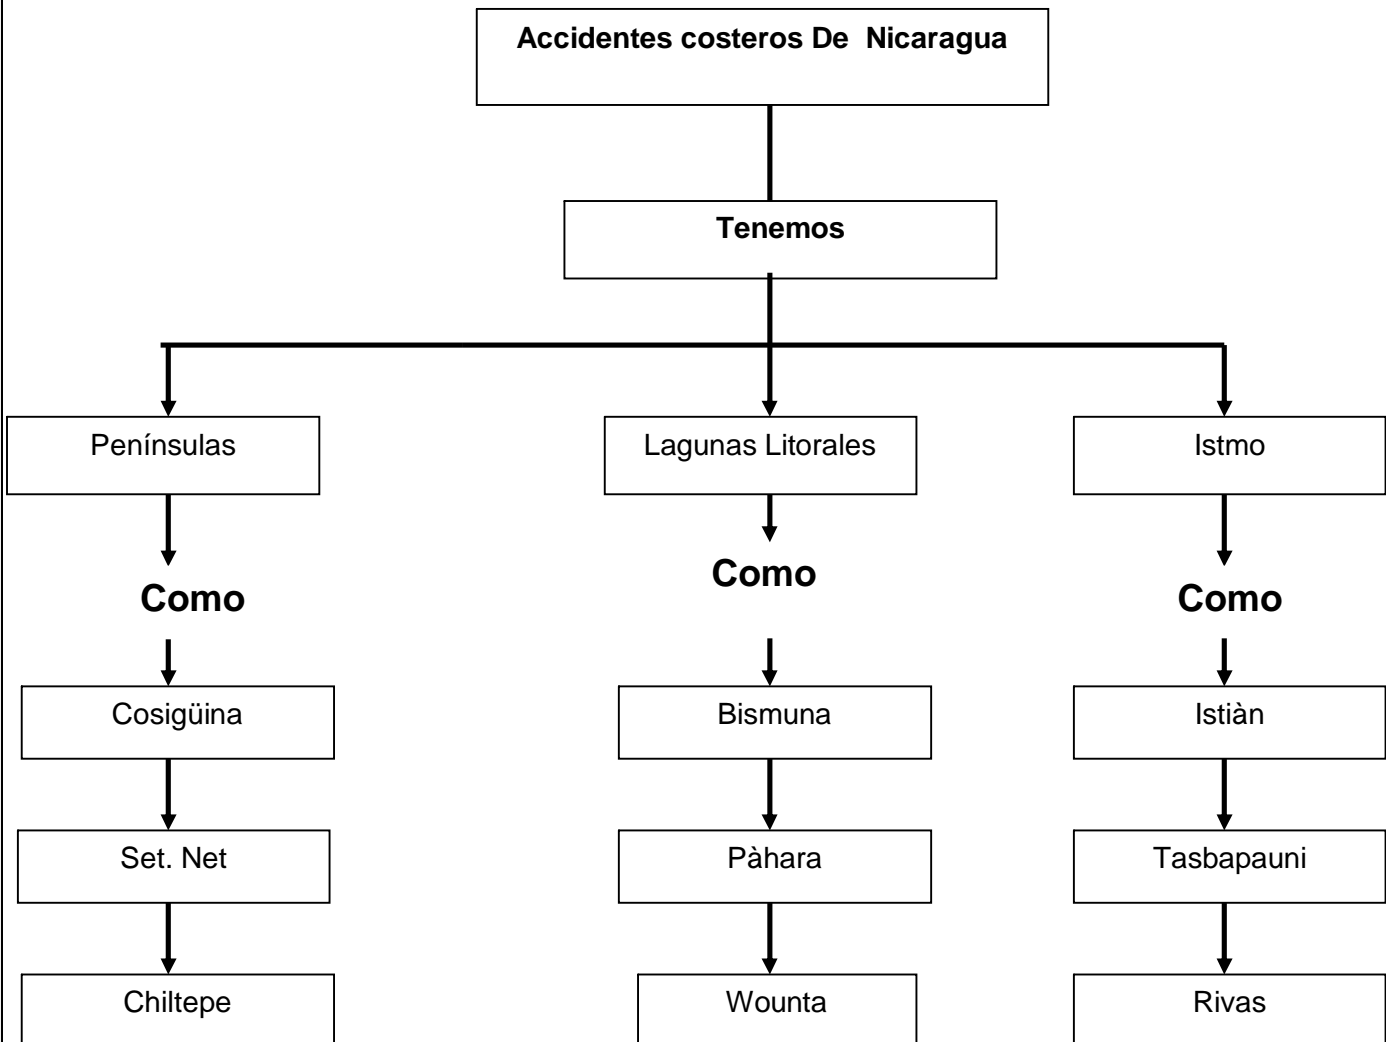 Accidentes costeros De  Nicaragua
Tenemos
Penínsulas
Lagunas Litorales
Istmo
Como
Como
Como
Cosigüina
Bismuna
Istiàn
Set. Net
Pàhara
Tasbapauni
Chiltepe
Wounta
Rivas